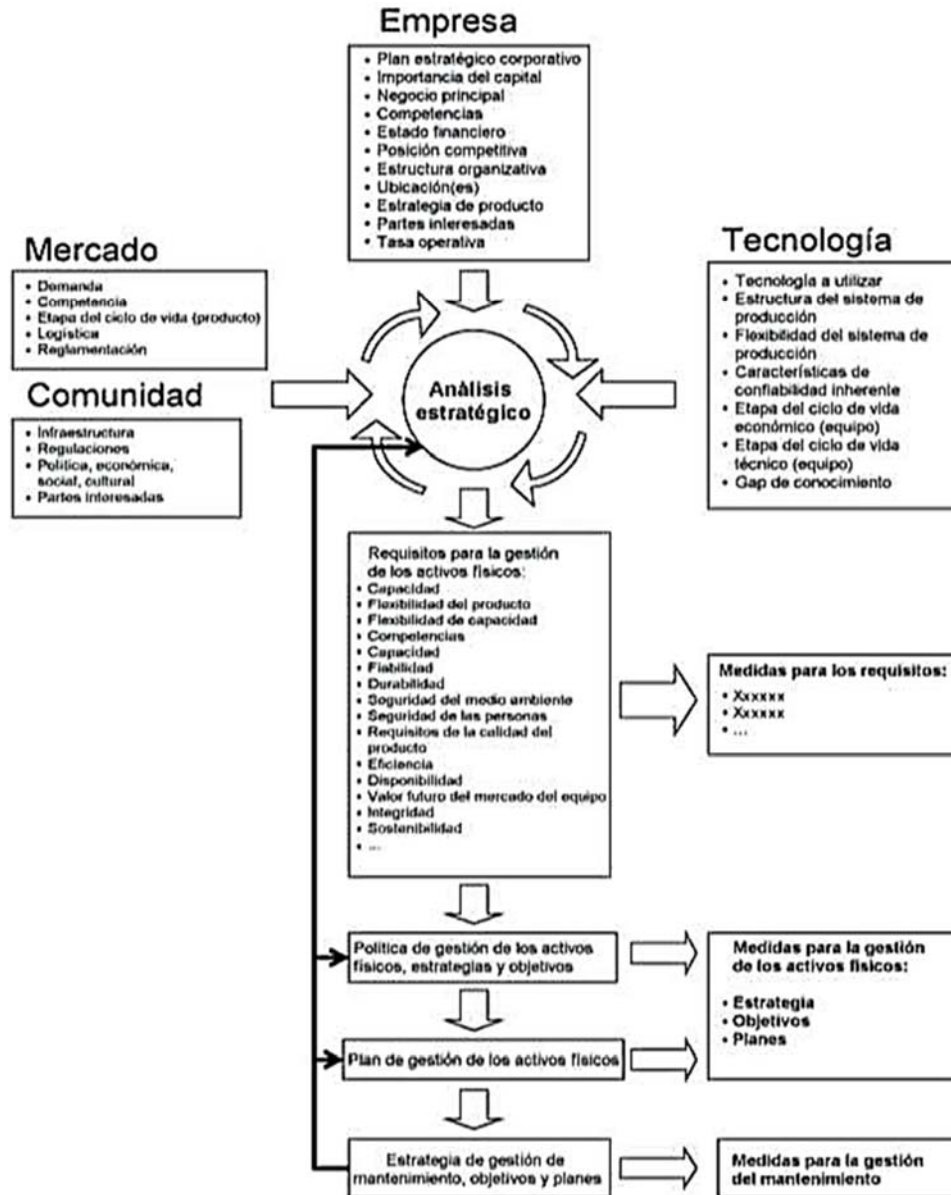 Empresa
• Plan estratégico corporativo
• Importancia del capital
• Negocio principal
• Competencias
• Estado financiero
• Posición competitiva
• Estructura organizativa
• Ubicación(es)
• Estrategia de producto
• Partes interesadas
• Tasa operativa
Mercado
• Demanda
• Competencia
• Etapa del ciclo de vida (producto)
• Logística
• Reglamentación
Comunidad
• Infraestructura
• Regulaciones
• Política, económica,
social, cultural
• Partes interesadas
Tecnología
• Tecnología a utilizar
• Estructura del sistema de
producción
• Flexibilidad del sistema de
producción
• Características de
confiabilidad inherente
• Etapa del ciclo de vida
económico (equipo)
• Etapa del ciclo de vida
técnico (equipo)
• Gap de conocimiento
Anàlisis
estratégico
Requisitos para la gestión
de los activos físicos:
• Capacidad
• Flexibilidad del producto
• Flexibilidad de capacidad
• Competencias
• Capacidad
• Fiabilidad
• Durabilidad
• Seguridad del medio ambiente
• Seguridad de las personas
• Requisitos de la calidad del
producto
• Eficiencia
• Disponibilidad
• Valor futuro del mercado del equipo
• Integridad
• Sostenibilidad
• ...
Medidas para los requisitos:
• Xxxxxx
• Xxxxxx
• ...
Política de gestión de los activos
físicos, estrategias y objetivos
Medidas para la gestión
de los activos físicos:
• Estrategia
• Objetivos
• Planes
Plan de gestión de los activos físicos
Estrategia de gestión de
mantenimiento, objetivos y planes
Medidas para la gestión
del mantenimiento